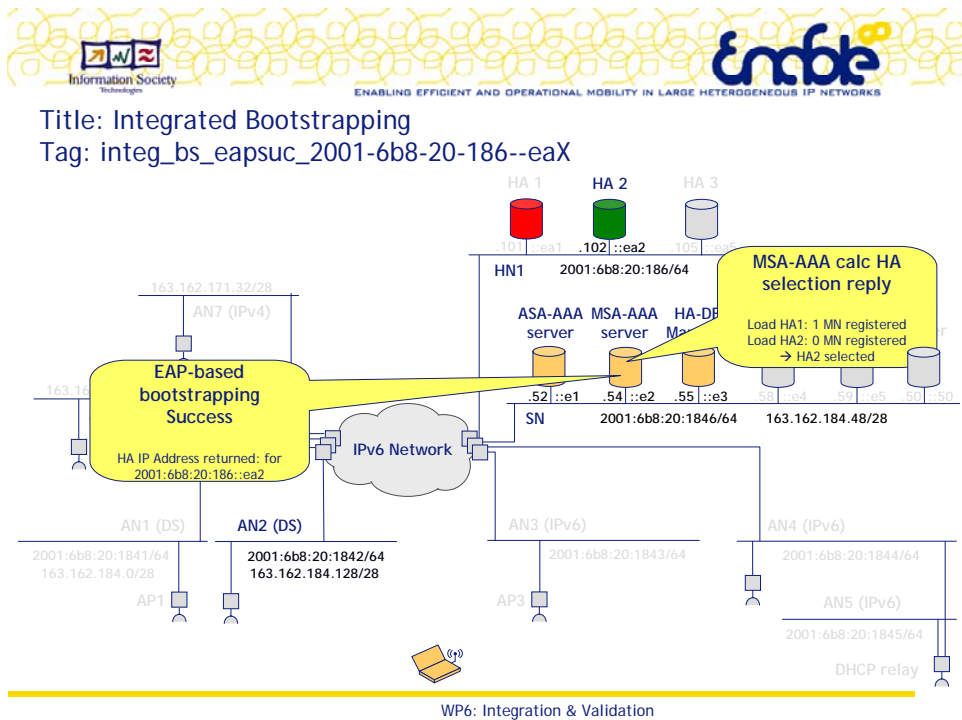 Enable
Information Society
Technologies
ENABLING EFFICIENT AND OPERATIONAL MOBILITY IN LARGE HETEROGENEOUS IP NETWORKS
Title: Integrated Bootstrapping
Tag: integ_bs_eapsuc_2001-6b8-20-186--eaX
HA 1
HA 2
HA 3
.101 ::ea1
.102 ::ea2
.105 ::ea5
HN1
2001:6b8:20:186/64
MSA-AAA calc HA
selection reply
Load HA1: 1 MN registered
Load HA2: 0 MN registered
→ HA2 selected
163.162.171.32/28
AN7 (IPv4)
ASA-AAA
server
MSA-AAA
server
HA-DE
Ma
er
EAP-based
bootstrapping
Success
HA IP Address returned: for
2001:6b8:20:186::ea2
163.16
.52 ::e1
.54 ::e2
.55 ::e3
.58 ::e4
.59 ::e5
.50 ::50
SN
2001:6b8:20:1846/64
163.162.184.48/28
IPv6 Network
AN1 (DS)
AN2 (DS)
AN3 (IPv6)
AN4 (IPv6)
2001:6b8:20:1841/64
163.162.184.0/28
2001:6b8:20:1842/64
163.162.184.128/28
2001:6b8:20:1843/64
2001:6b8:20:1844/64
AP1
AP3
AN5 (IPv6)
2001:6b8:20:1845/64
DHCP relay
WP6: Integration & Validation